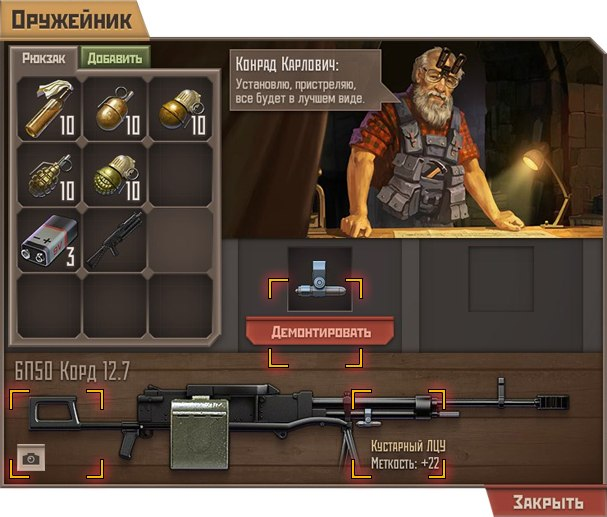 Оружейник
Рюкзак
Добавить
Конрад Карлович:
Установлю, пристреляю,
все будет в лучшем виде.
10
10
10
10
10
3
Демонтировать
6П50 Корд 12.7
Кустарный ЛЦУ
Меткость: +22
Закрыть